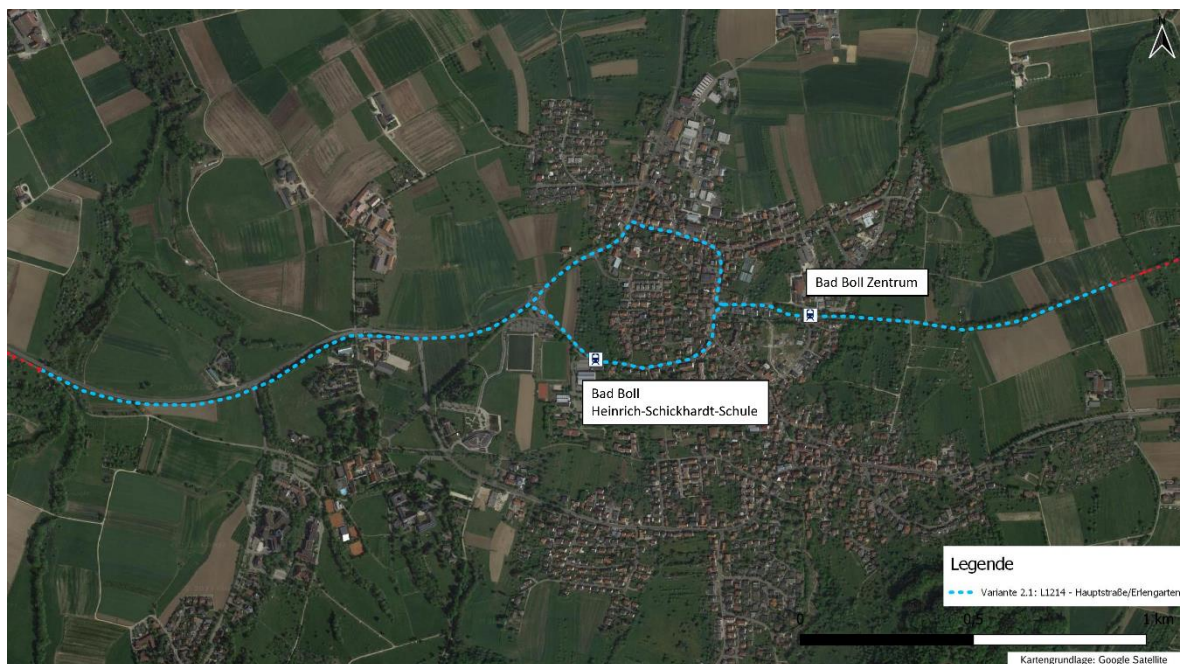 Bad Boll Zentrum
Bad Boll
Heinrich-Schickhardt-Schule
Legende
Variante 2.1: L1214 - Hauptstraße/Erlengarten
0 0,5 1 km
Kartengrundlage: Google Satellite